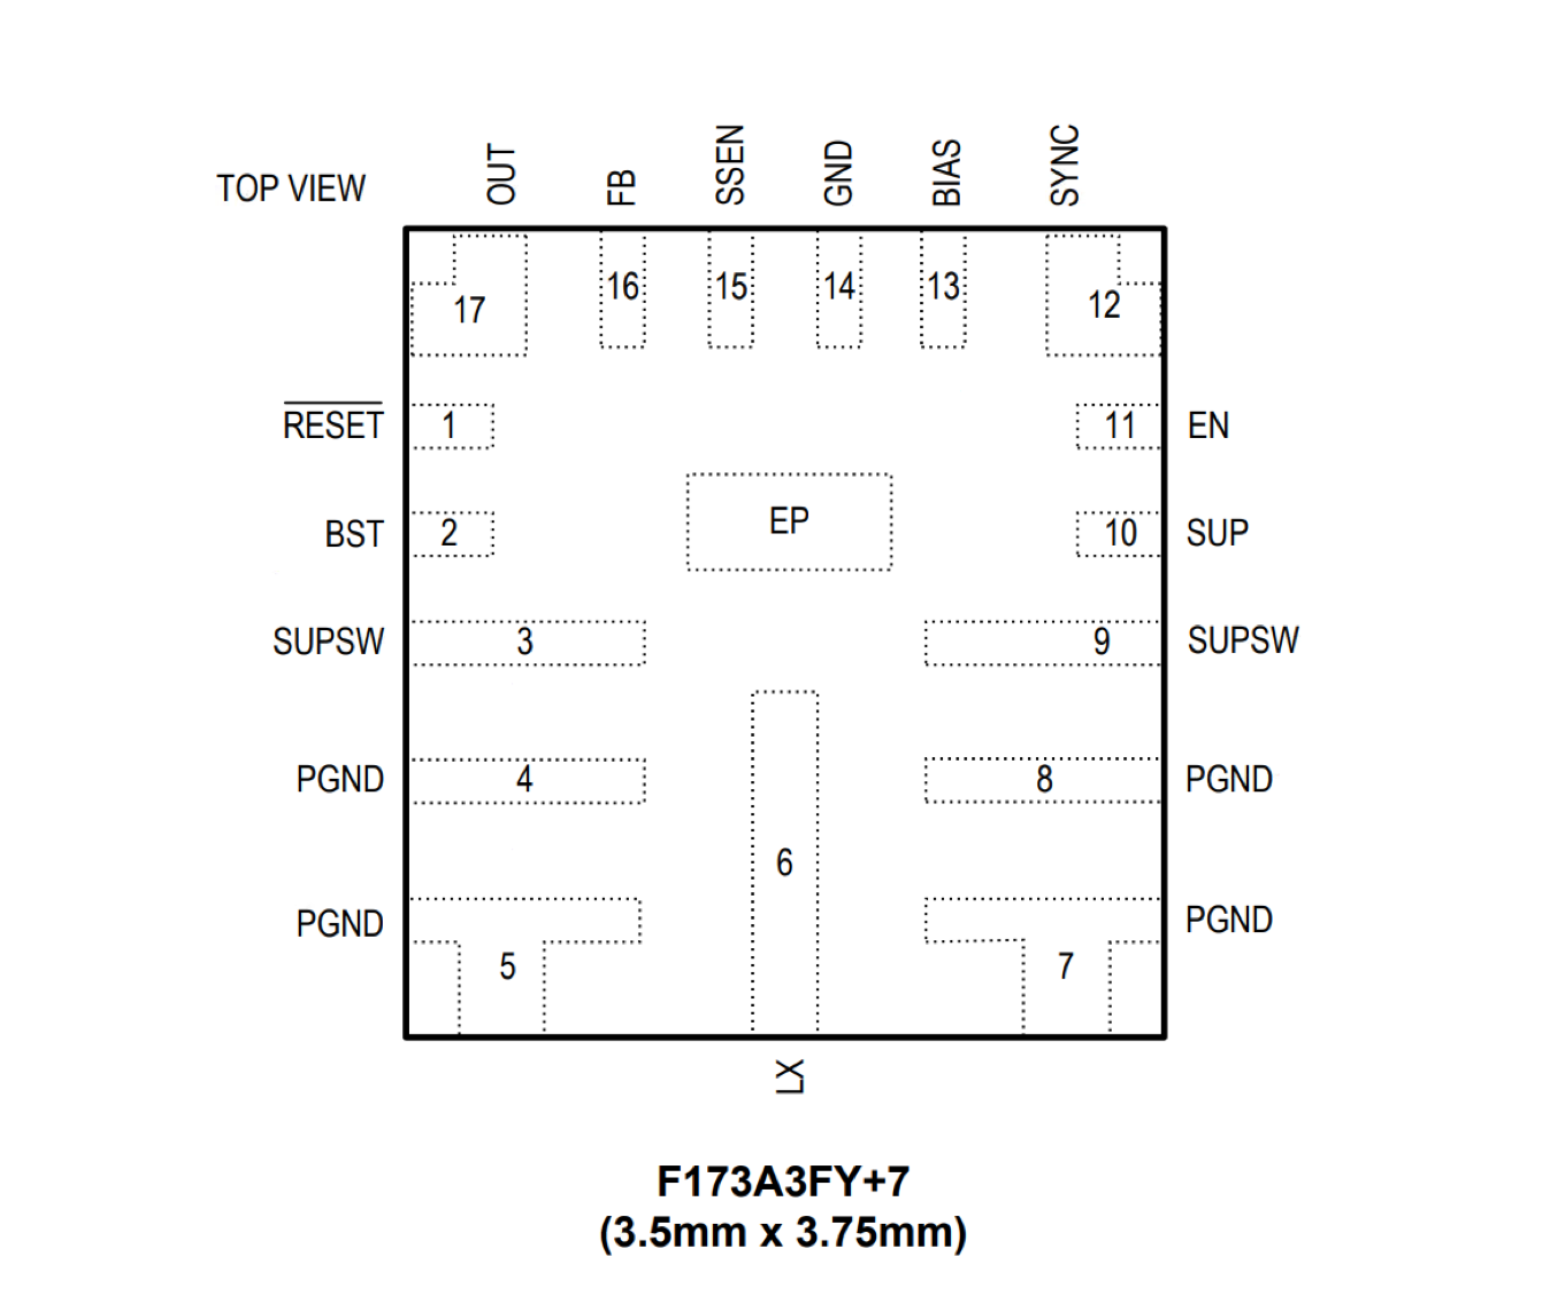 TOP VIEW
OUT
FB
SSEN
GND
BIAS
SYNC
17
16
15
14
13
12
RESET
1
11
EN
BST
2
EP
10
SUP
SUPSW
3
9
SUPSW
PGND
4
8
PGND
6
PGND
5
7
PGND
LX
F173A3FY+7
(3.5mm x 3.75mm)